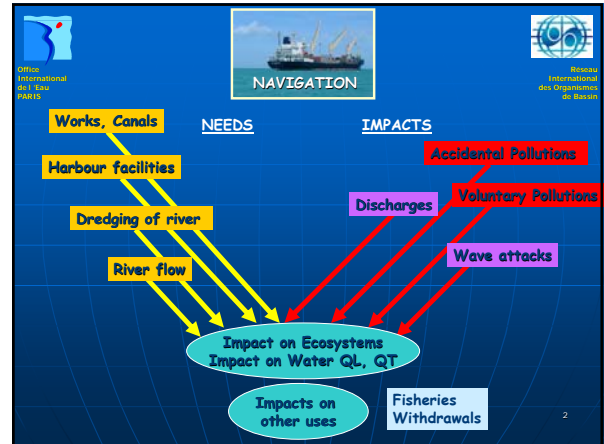 Office
International
de l 'Eau
PARIS
NAVIGATION
Réseau
International
des Organismes
de Bassin
NEEDS
IMPACTS
Works, Canals
Harbour facilities
Dredging of river
River flow
Accidental Pollutions
Voluntary Pollutions
Discharges
Wave attacks
Impact on Ecosystems
Impact on Water QL, QT
Impacts on
other uses
Fisheries
Withdrawals
2